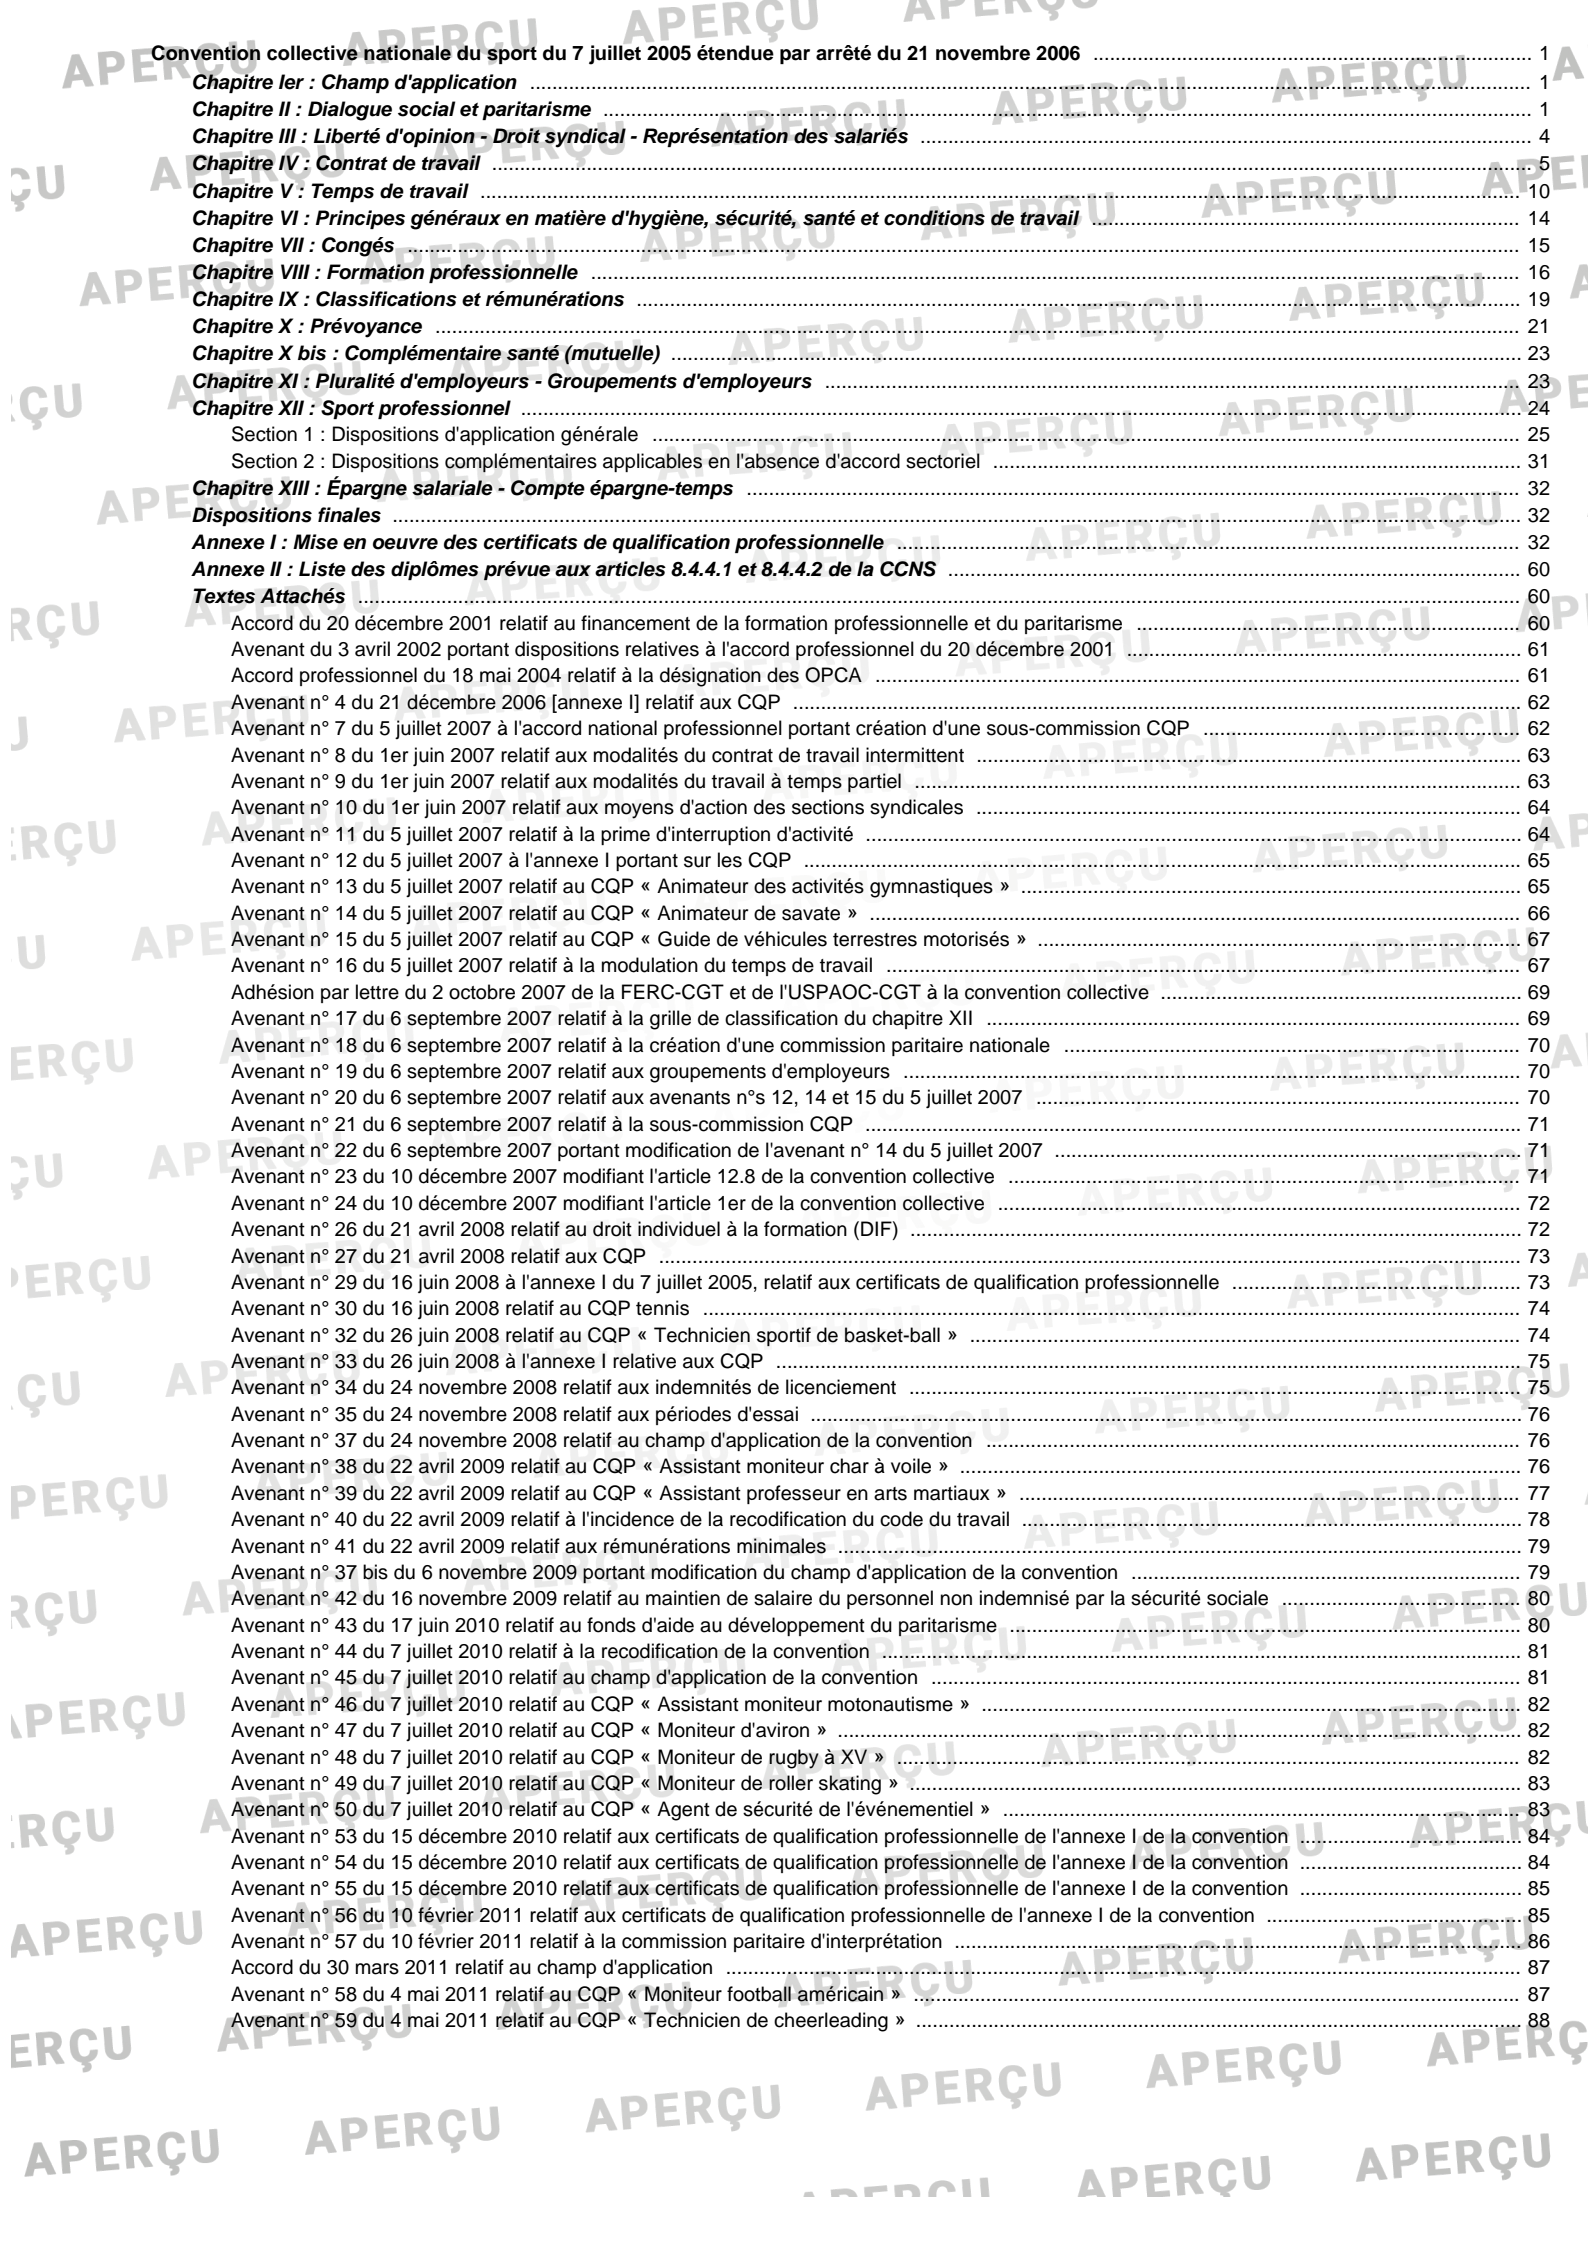 Convention collective nationale du sport du 7 juillet 2005 étendue par arrêté du 21 novembre 2006 ... 1
Chapitre Ier : Champ d'application ... 1
Chapitre II : Dialogue social et paritarisme ... 1
Chapitre III : Liberté d'opinion - Droit syndical - Représentation des salariés ... 4
Chapitre IV : Contrat de travail ... 5
Chapitre V : Temps de travail ... 10
Chapitre VI : Principes généraux en matière d'hygiène, sécurité, santé et conditions de travail ... 14
Chapitre VII : Congés ... 15
Chapitre VIII : Formation professionnelle ... 16
Chapitre IX : Classifications et rémunérations ... 19
Chapitre X : Prévoyance ... 21
Chapitre X bis : Complémentaire santé (mutuelle) ... 23
Chapitre XI : Pluralité d'employeurs - Groupements d'employeurs ... 23
Chapitre XII : Sport professionnel ... 24
Section 1 : Dispositions d'application générale ... 25
Section 2 : Dispositions complémentaires applicables en l'absence d'accord sectoriel ... 31
Chapitre XIII : Épargne salariale - Compte épargne-temps ... 32
Dispositions finales ... 32
Annexe I : Mise en oeuvre des certificats de qualification professionnelle ... 32
Annexe II : Liste des diplômes prévue aux articles 8.4.4.1 et 8.4.4.2 de la CCNS ... 60
Textes Attachés ... 60
Accord du 20 décembre 2001 relatif au financement de la formation professionnelle et du paritarisme ... 60
Avenant du 3 avril 2002 portant dispositions relatives à l'accord professionnel du 20 décembre 2001 ... 61
Accord professionnel du 18 mai 2004 relatif à la désignation des OPCA ... 61
Avenant n° 4 du 21 décembre 2006 [annexe I] relatif aux CQP ... 62
Avenant n° 7 du 5 juillet 2007 à l'accord national professionnel portant création d'une sous-commission CQP ... 62
Avenant n° 8 du 1er juin 2007 relatif aux modalités du contrat de travail intermittent ... 63
Avenant n° 9 du 1er juin 2007 relatif aux modalités du travail à temps partiel ... 63
Avenant n° 10 du 1er juin 2007 relatif aux moyens d'action des sections syndicales ... 64
Avenant n° 11 du 5 juillet 2007 relatif à la prime d'interruption d'activité ... 64
Avenant n° 12 du 5 juillet 2007 à l'annexe I portant sur les CQP ... 65
Avenant n° 13 du 5 juillet 2007 relatif au CQP « Animateur des activités gymnastiques » ... 65
Avenant n° 14 du 5 juillet 2007 relatif au CQP « Animateur de savate » ... 66
Avenant n° 15 du 5 juillet 2007 relatif au CQP « Guide de véhicules terrestres motorisés » ... 67
Avenant n° 16 du 5 juillet 2007 relatif à la modulation du temps de travail ... 67
Adhésion par lettre du 2 octobre 2007 de la FERC-CGT et de l'USPAOC-CGT à la convention collective ... 69
Avenant n° 17 du 6 septembre 2007 relatif à la grille de classification du chapitre XII ... 69
Avenant n° 18 du 6 septembre 2007 relatif à la création d'une commission paritaire nationale ... 70
Avenant n° 19 du 6 septembre 2007 relatif aux groupements d'employeurs ... 70
Avenant n° 20 du 6 septembre 2007 relatif aux avenants n°s 12, 14 et 15 du 5 juillet 2007 ... 70
Avenant n° 21 du 6 septembre 2007 relatif à la sous-commission CQP ... 71
Avenant n° 22 du 6 septembre 2007 portant modification de l'avenant n° 14 du 5 juillet 2007 ... 71
Avenant n° 23 du 10 décembre 2007 modifiant l'article 12.8 de la convention collective ... 71
Avenant n° 24 du 10 décembre 2007 modifiant l'article 1er de la convention collective ... 72
Avenant n° 26 du 21 avril 2008 relatif au droit individuel à la formation (DIF) ... 72
Avenant n° 27 du 21 avril 2008 relatif aux CQP ... 73
Avenant n° 29 du 16 juin 2008 à l'annexe I du 7 juillet 2005, relatif aux certificats de qualification professionnelle ... 73
Avenant n° 30 du 16 juin 2008 relatif au CQP tennis ... 74
Avenant n° 32 du 26 juin 2008 relatif au CQP « Technicien sportif de basket-ball » ... 74
Avenant n° 33 du 26 juin 2008 à l'annexe I relative aux CQP ... 75
Avenant n° 34 du 24 novembre 2008 relatif aux indemnités de licenciement ... 75
Avenant n° 35 du 24 novembre 2008 relatif aux périodes d'essai ... 76
Avenant n° 37 du 24 novembre 2008 relatif au champ d'application de la convention ... 76
Avenant n° 38 du 22 avril 2009 relatif au CQP « Assistant moniteur char à voile » ... 76
Avenant n° 39 du 22 avril 2009 relatif au CQP « Assistant professeur en arts martiaux » ... 77
Avenant n° 40 du 22 avril 2009 relatif à l'incidence de la recodification du code du travail ... 78
Avenant n° 41 du 22 avril 2009 relatif aux rémunérations minimales ... 79
Avenant n° 37 bis du 6 novembre 2009 portant modification du champ d'application de la convention ... 79
Avenant n° 42 du 16 novembre 2009 relatif au maintien de salaire du personnel non indemnisé par la sécurité sociale ... 80
Avenant n° 43 du 17 juin 2010 relatif au fonds d'aide au développement du paritarisme ... 80
Avenant n° 44 du 7 juillet 2010 relatif à la recodification de la convention ... 81
Avenant n° 45 du 7 juillet 2010 relatif au champ d'application de la convention ... 81
Avenant n° 46 du 7 juillet 2010 relatif au CQP « Assistant moniteur motonautisme » ... 82
Avenant n° 47 du 7 juillet 2010 relatif au CQP « Moniteur d'aviron » ... 82
Avenant n° 48 du 7 juillet 2010 relatif au CQP « Moniteur de rugby à XV » ... 82
Avenant n° 49 du 7 juillet 2010 relatif au CQP « Moniteur de roller skating » ... 83
Avenant n° 50 du 7 juillet 2010 relatif au CQP « Agent de sécurité de l'événementiel » ... 83
Avenant n° 53 du 15 décembre 2010 relatif aux certificats de qualification professionnelle de l'annexe I de la convention ... 84
Avenant n° 54 du 15 décembre 2010 relatif aux certificats de qualification professionnelle de l'annexe I de la convention ... 84
Avenant n° 55 du 15 décembre 2010 relatif aux certificats de qualification professionnelle de l'annexe I de la convention ... 85
Avenant n° 56 du 10 février 2011 relatif aux certificats de qualification professionnelle de l'annexe I de la convention ... 85
Avenant n° 57 du 10 février 2011 relatif à la commission paritaire d'interprétation ... 86
Accord du 30 mars 2011 relatif au champ d'application ... 87
Avenant n° 58 du 4 mai 2011 relatif au CQP « Moniteur football américain » ... 87
Avenant n° 59 du 4 mai 2011 relatif au CQP « Technicien de cheerleading » ... 88
APERÇU